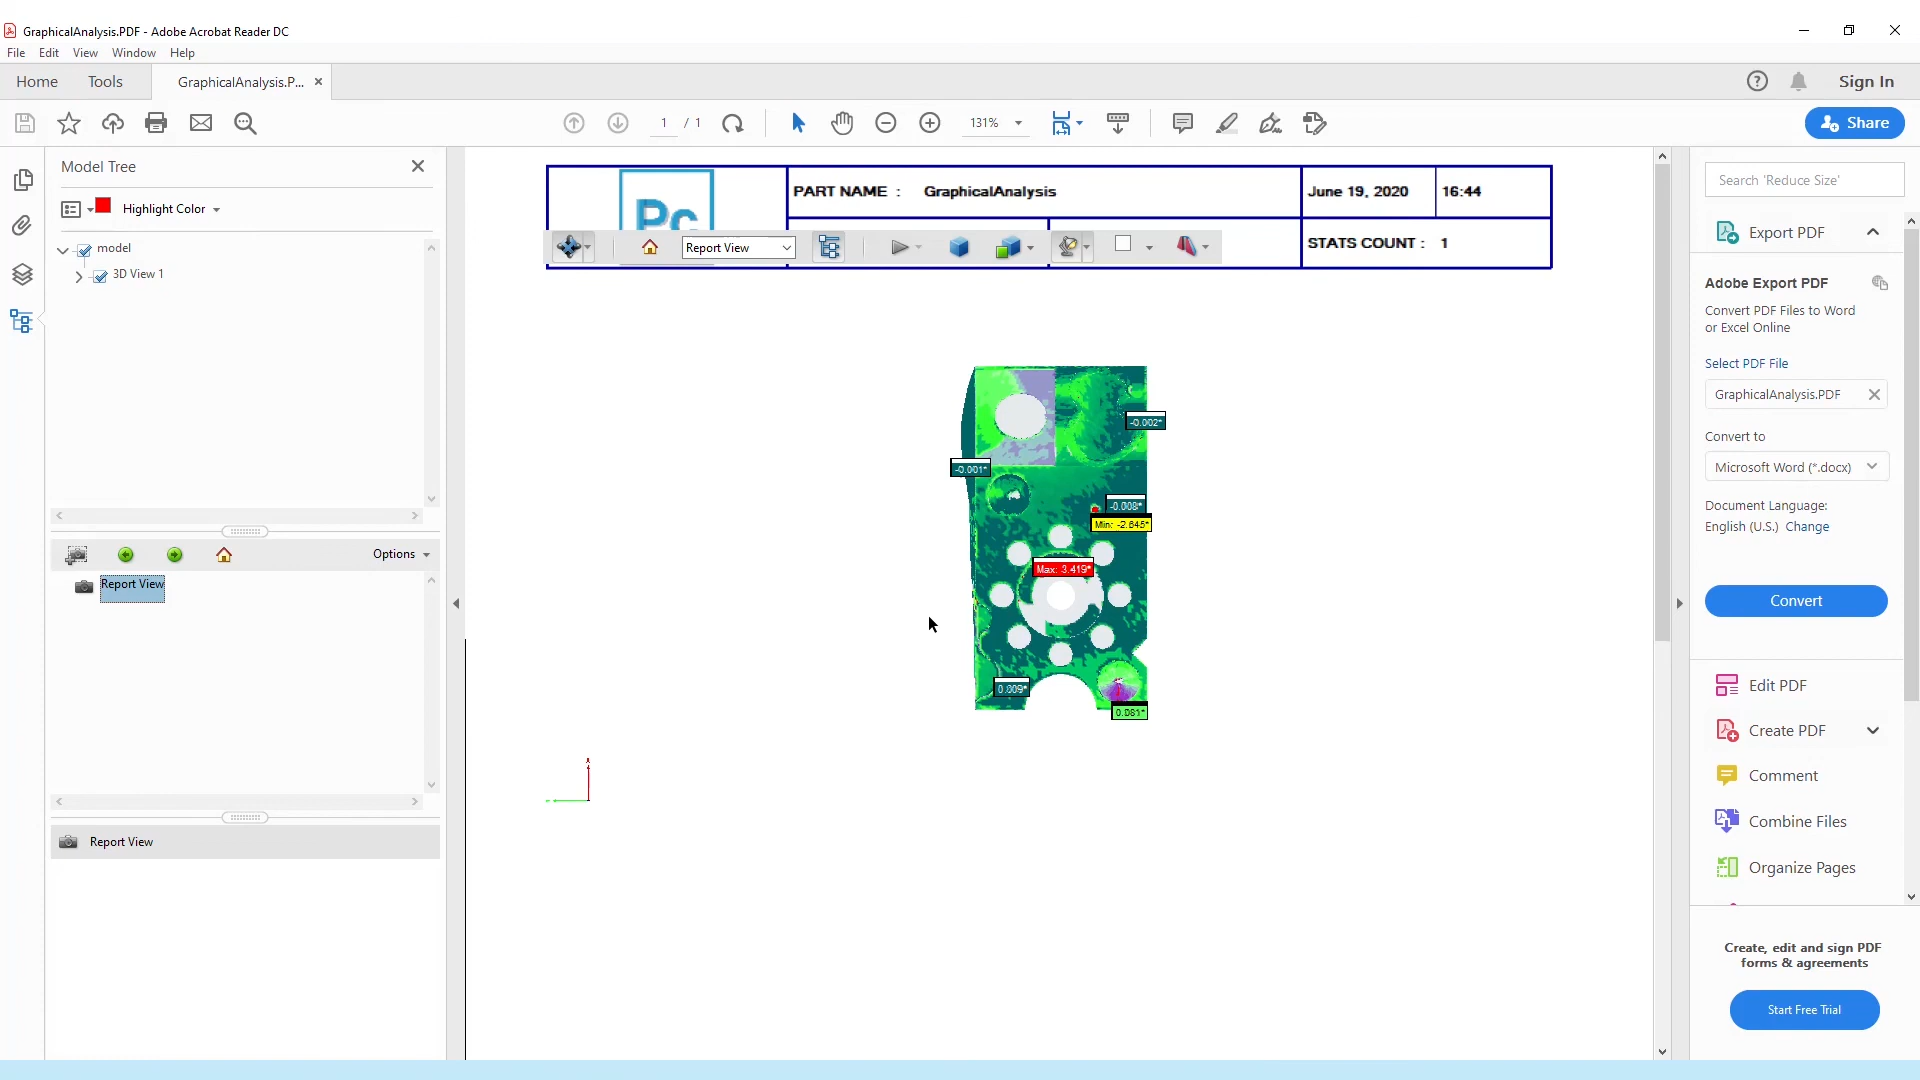 GraphicalAnalysis.PDF - Adobe Acrobat Reader DC
File Edit View Window Help
Home Tools GraphicalAnalysis.P... Sign In
1 / 1 131% Share
Model Tree
Highlight Color
model
3D View 1
Options
Report View
Report View
Pc
PART NAME : GraphicalAnalysis
June 19, 2020 16:44
Report View
STATS COUNT : 1
-0.002*
-0.001*
-0.008*
Min: -2.645*
Max: 3.419*
0.009*
0.081*
Search 'Reduce Size'
Export PDF
Adobe Export PDF
Convert PDF Files to Word
or Excel Online
Select PDF File
GraphicalAnalysis.PDF
Convert to
Microsoft Word (*.docx)
Document Language:
English (U.S.) Change
Convert
Edit PDF
Create PDF
Comment
Combine Files
Organize Pages
Create, edit and sign PDF
forms & agreements
Start Free Trial